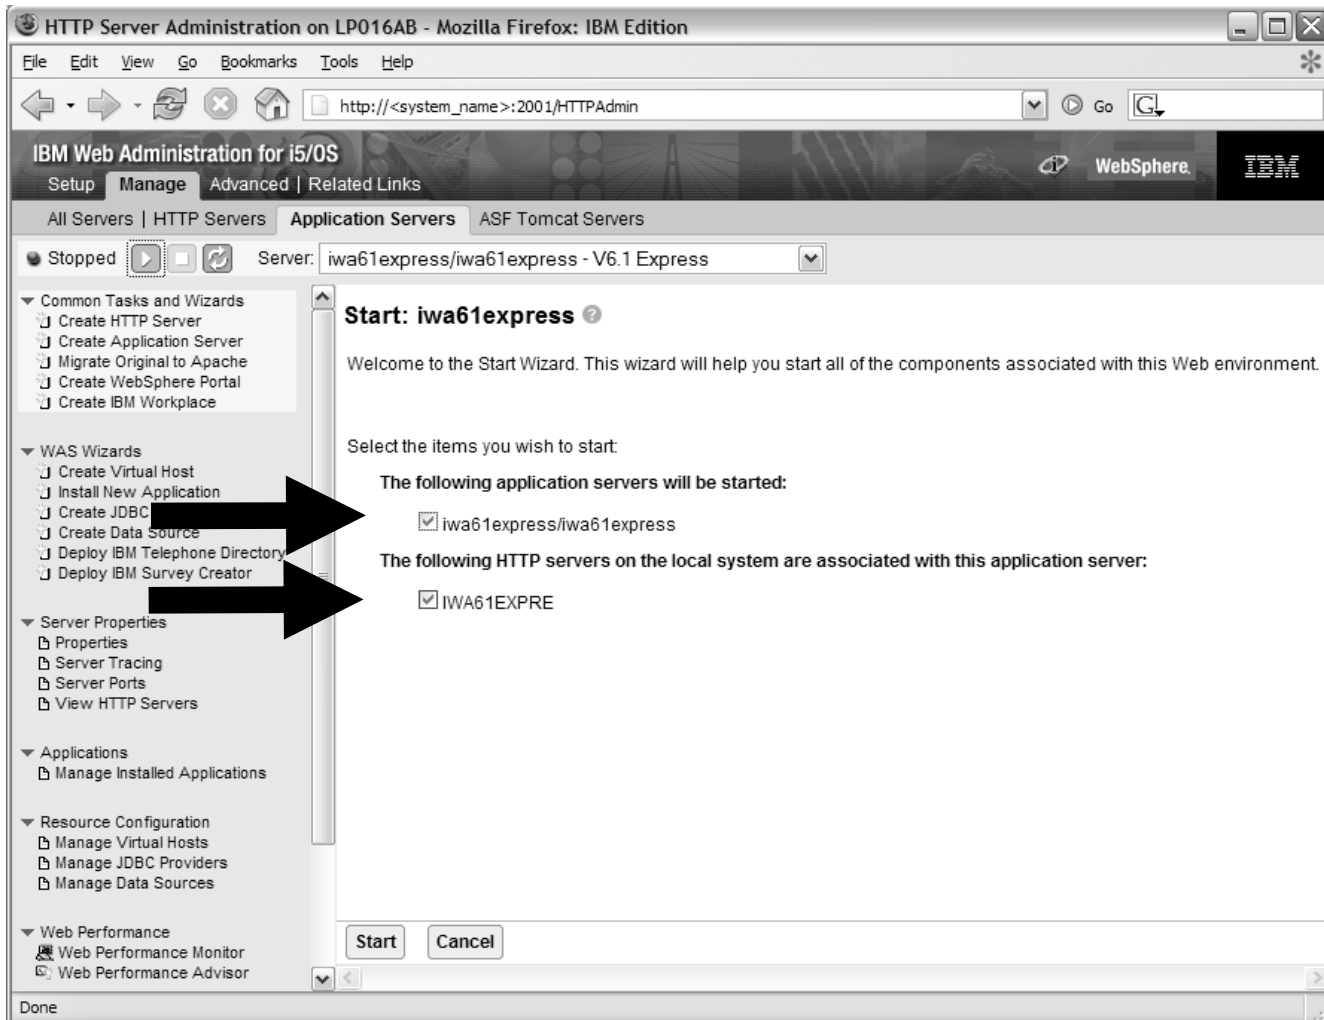 HTTP Server Administration on LP016AB - Mozilla Firefox: IBM Edition
File Edit View Go Bookmarks Tools Help
http://<system_name>:2001/HTTPAdmin Go G
IBM Web Administration for i5/OS
WebSphere. IBM
Setup Manage Advanced | Related Links
All Servers | HTTP Servers Application Servers ASF Tomcat Servers
Stopped Server: iwa61express/iwa61express - V6.1 Express
Common Tasks and Wizards
Create HTTP Server
Create Application Server
Migrate Original to Apache
Create WebSphere Portal
Create IBM Workplace
WAS Wizards
Create Virtual Host
Install New Application
Create JDBC
Create Data Source
Deploy IBM Telephone Directory
Deploy IBM Survey Creator
Server Properties
Properties
Server Tracing
Server Ports
View HTTP Servers
Applications
Manage Installed Applications
Resource Configuration
Manage Virtual Hosts
Manage JDBC Providers
Manage Data Sources
Web Performance
Web Performance Monitor
Web Performance Advisor
Start: iwa61express ?
Welcome to the Start Wizard. This wizard will help you start all of the components associated with this Web environment.
Select the items you wish to start:
The following application servers will be started:
iwa61express/iwa61express
The following HTTP servers on the local system are associated with this application server:
IWA61EXPRE
Start Cancel
Done